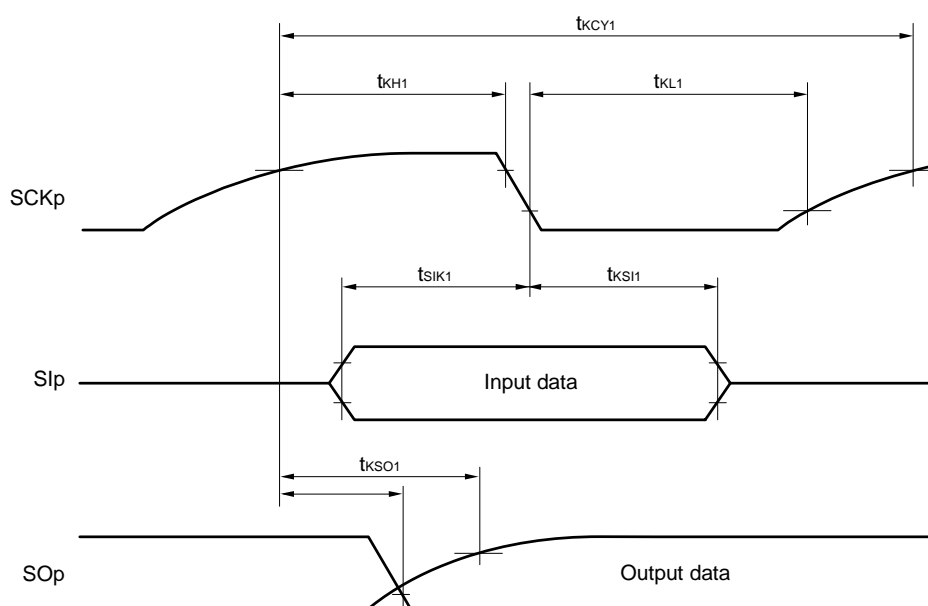 tKCY1
tKH1
tKL1
SCKp
tSIK1
tKSI1
SIp
Input data
tKSO1
SOp
Output data